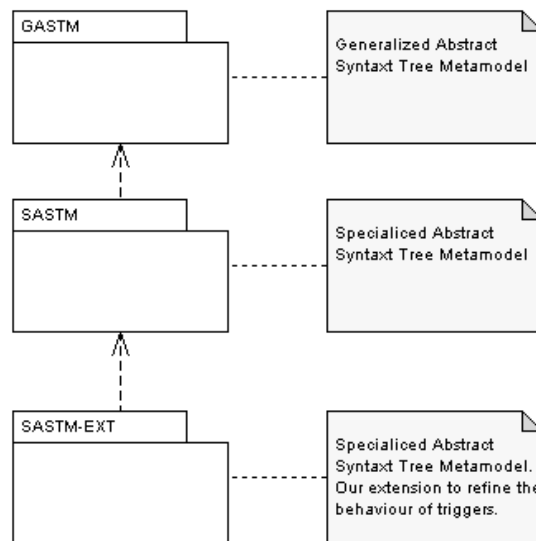 GASTM
Generalized Abstract
Syntaxt Tree Metamodel
SASTM
Specialiced Abstract
Syntaxt Tree Metamodel
SASTM-EXT
Specialiced Abstract
Syntaxt Tree Metamodel.
Our extension to refine the
behaviour of triggers.